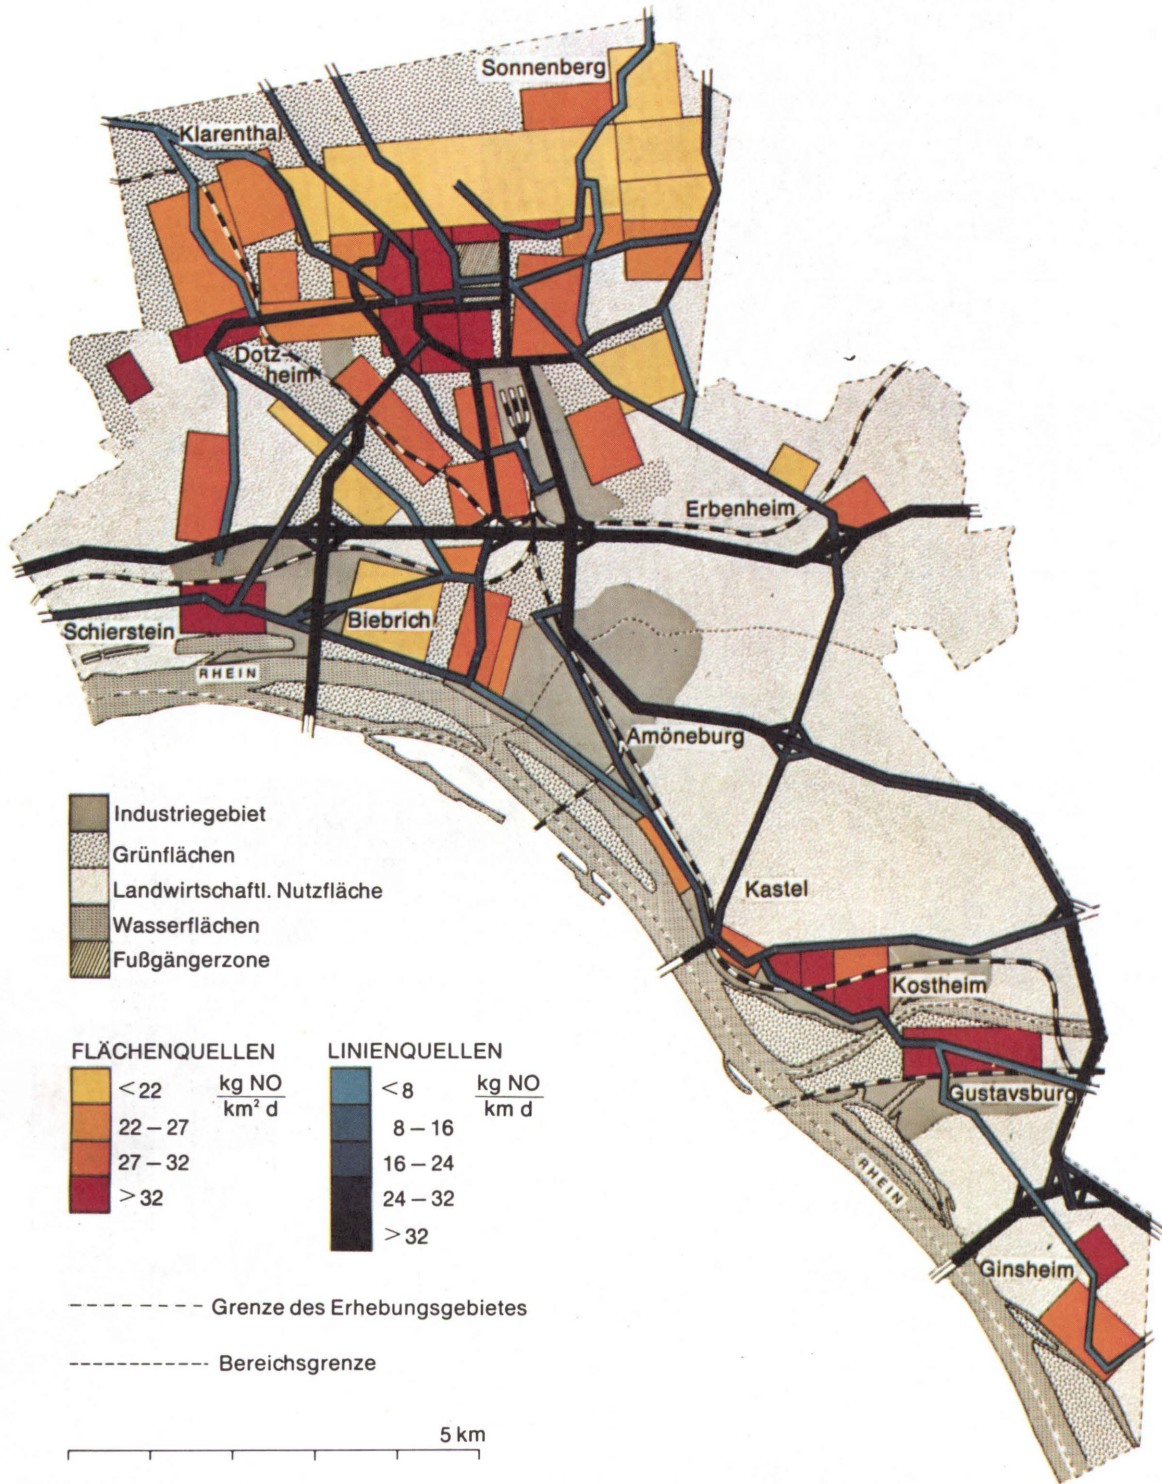 Sonnenberg
Klarenthal
Dotz-
heim
Erbenheim
Schierstein
Biebrich
RHEIN
Amöneburg
Industriegebiet
Grünflächen
Landwirtschaftl. Nutzfläche
Wasserflächen
Fußgängerzone
Kastel
Kostheim
Gustavsburg
RHEIN
Ginsheim
FLÄCHENQUELLEN
<22 kg NO
km² d
22 – 27
27 – 32
>32
LINIENQUELLEN
<8 kg NO
km d
8 – 16
16 – 24
24 – 32
>32
Grenze des Erhebungsgebietes
Bereichsgrenze
5 km